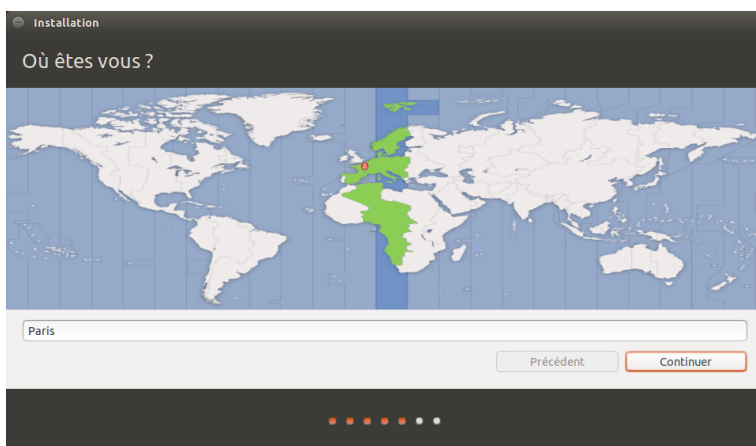 Installation
Où êtes vous ?
Paris
Précédent
Continuer